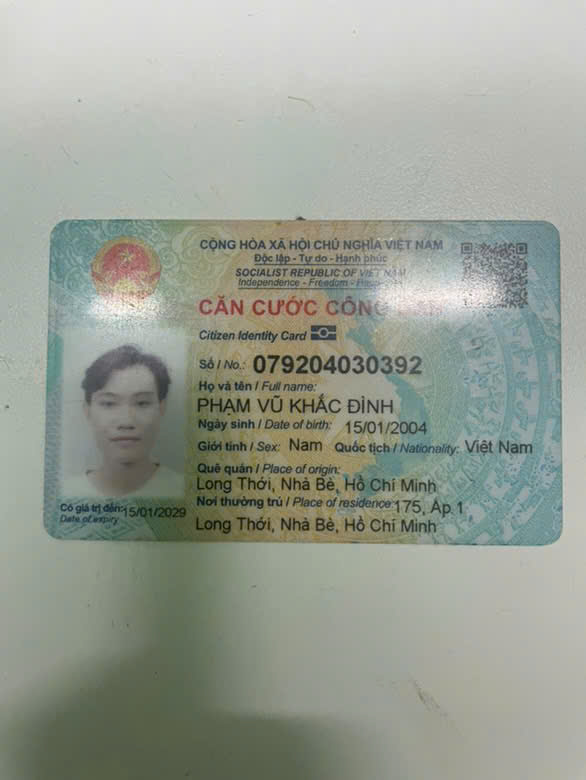 CỘNG HÒA XÃ HỘI CHỦ NGHĨA VIỆT NAM
Độc lập - Tự do - Hạnh phúc
SOCIALIST REPUBLIC OF VIET NAM
Independence - Freedom -
CĂN CƯỚC CÔNG
Citizen Identity Card
Số / No.: 079204030392
Họ và tên / Full name:
PHẠM VŨ KHẮC ĐÌNH
Ngày sinh / Date of birth: 15/01/2004
Giới tính / Sex: Nam Quốc tịch / Nationality: Việt Nam
Quê quán / Place of origin:
Long Thới, Nhà Bè, Hồ Chí Minh
Nơi thường trú / Place of residence: 175, Ấp 1
Long Thới, Nhà Bè, Hồ Chí Minh
Có giá trị đến: 15/01/2029
Date of expiry